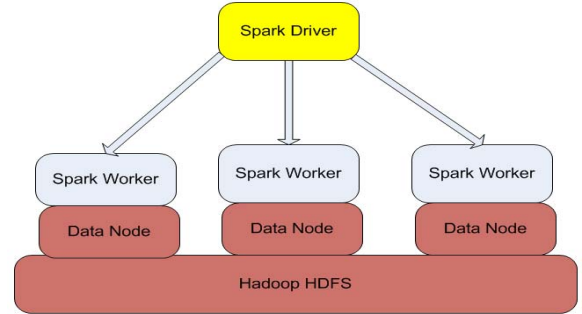 Spark Driver
Spark Worker
Spark Worker
Spark Worker
Data Node
Data Node
Data Node
Hadoop HDFS